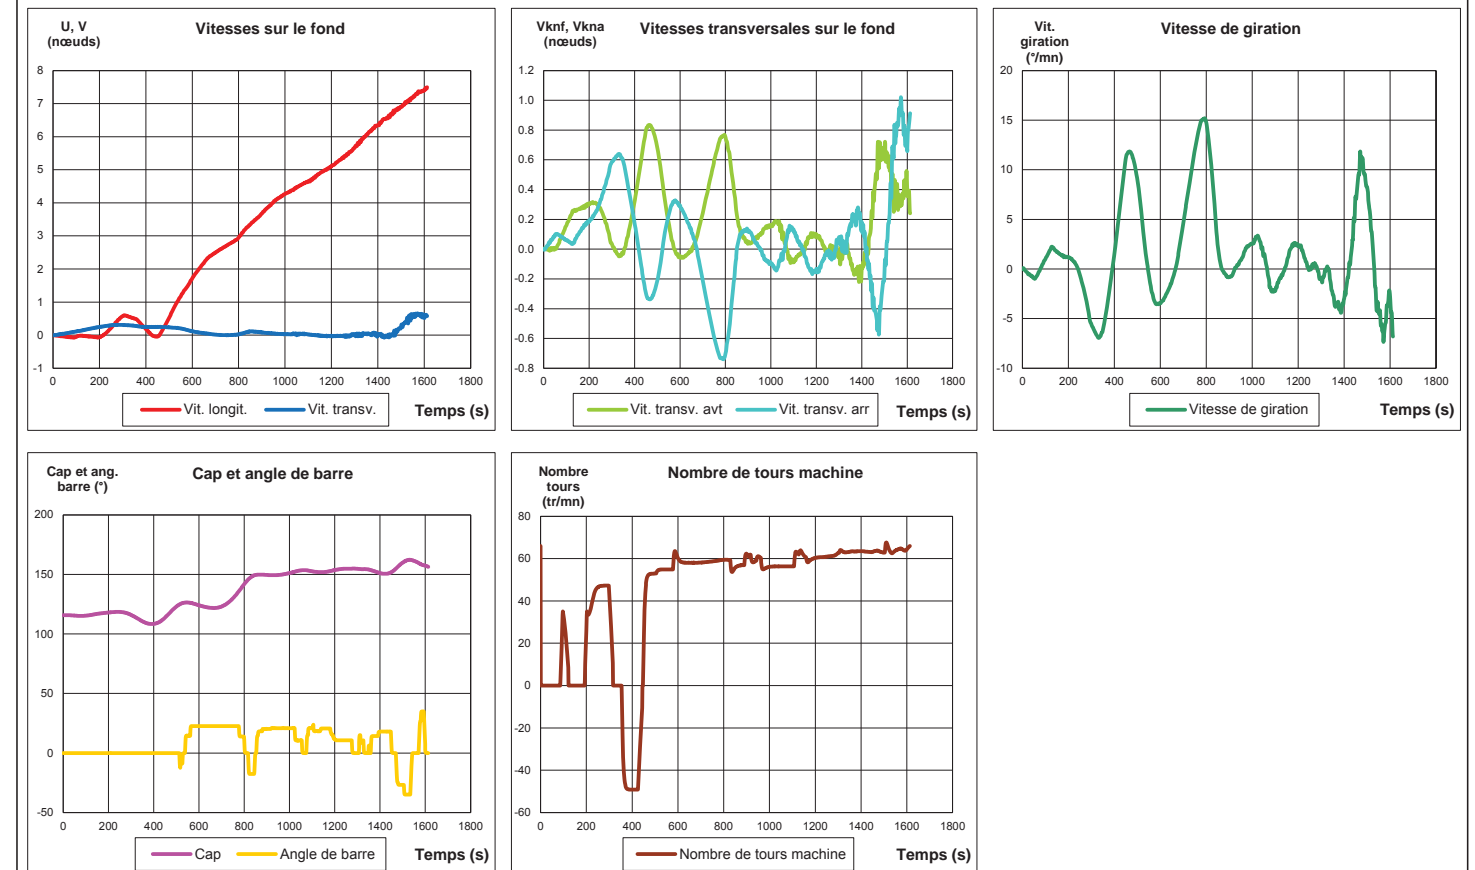 U, V
(nœuds)
Vitesses sur le fond
8
7
6
5
4
3
2
1
0
-1
0 200 400 600 800 1000 1200 1400 1600 1800
Vit. longit. Vit. transv. Temps (s)
Vknf, Vkna
(nœuds)
Vitesses transversales sur le fond
1.2
1.0
0.8
0.6
0.4
0.2
0.0
-0.2
-0.4
-0.6
-0.8
0 200 400 600 800 1000 1200 1400 1600 1800
Vit. transv. avt Vit. transv. arr Temps (s)
Vit.
giration
(°/mn)
Vitesse de giration
20
15
10
5
0
-5
-10
0 200 400 600 800 1000 1200 1400 1600 1800
Vitesse de giration Temps (s)
Cap et ang.
barre (°)
Cap et angle de barre
200
150
100
50
0
-50
0 200 400 600 800 1000 1200 1400 1600 1800
Cap Angle de barre Temps (s)
Nombre
tours
(tr/mn)
Nombre de tours machine
80
60
40
20
0
-20
-40
-60
0 200 400 600 800 1000 1200 1400 1600 1800
Nombre de tours machine Temps (s)